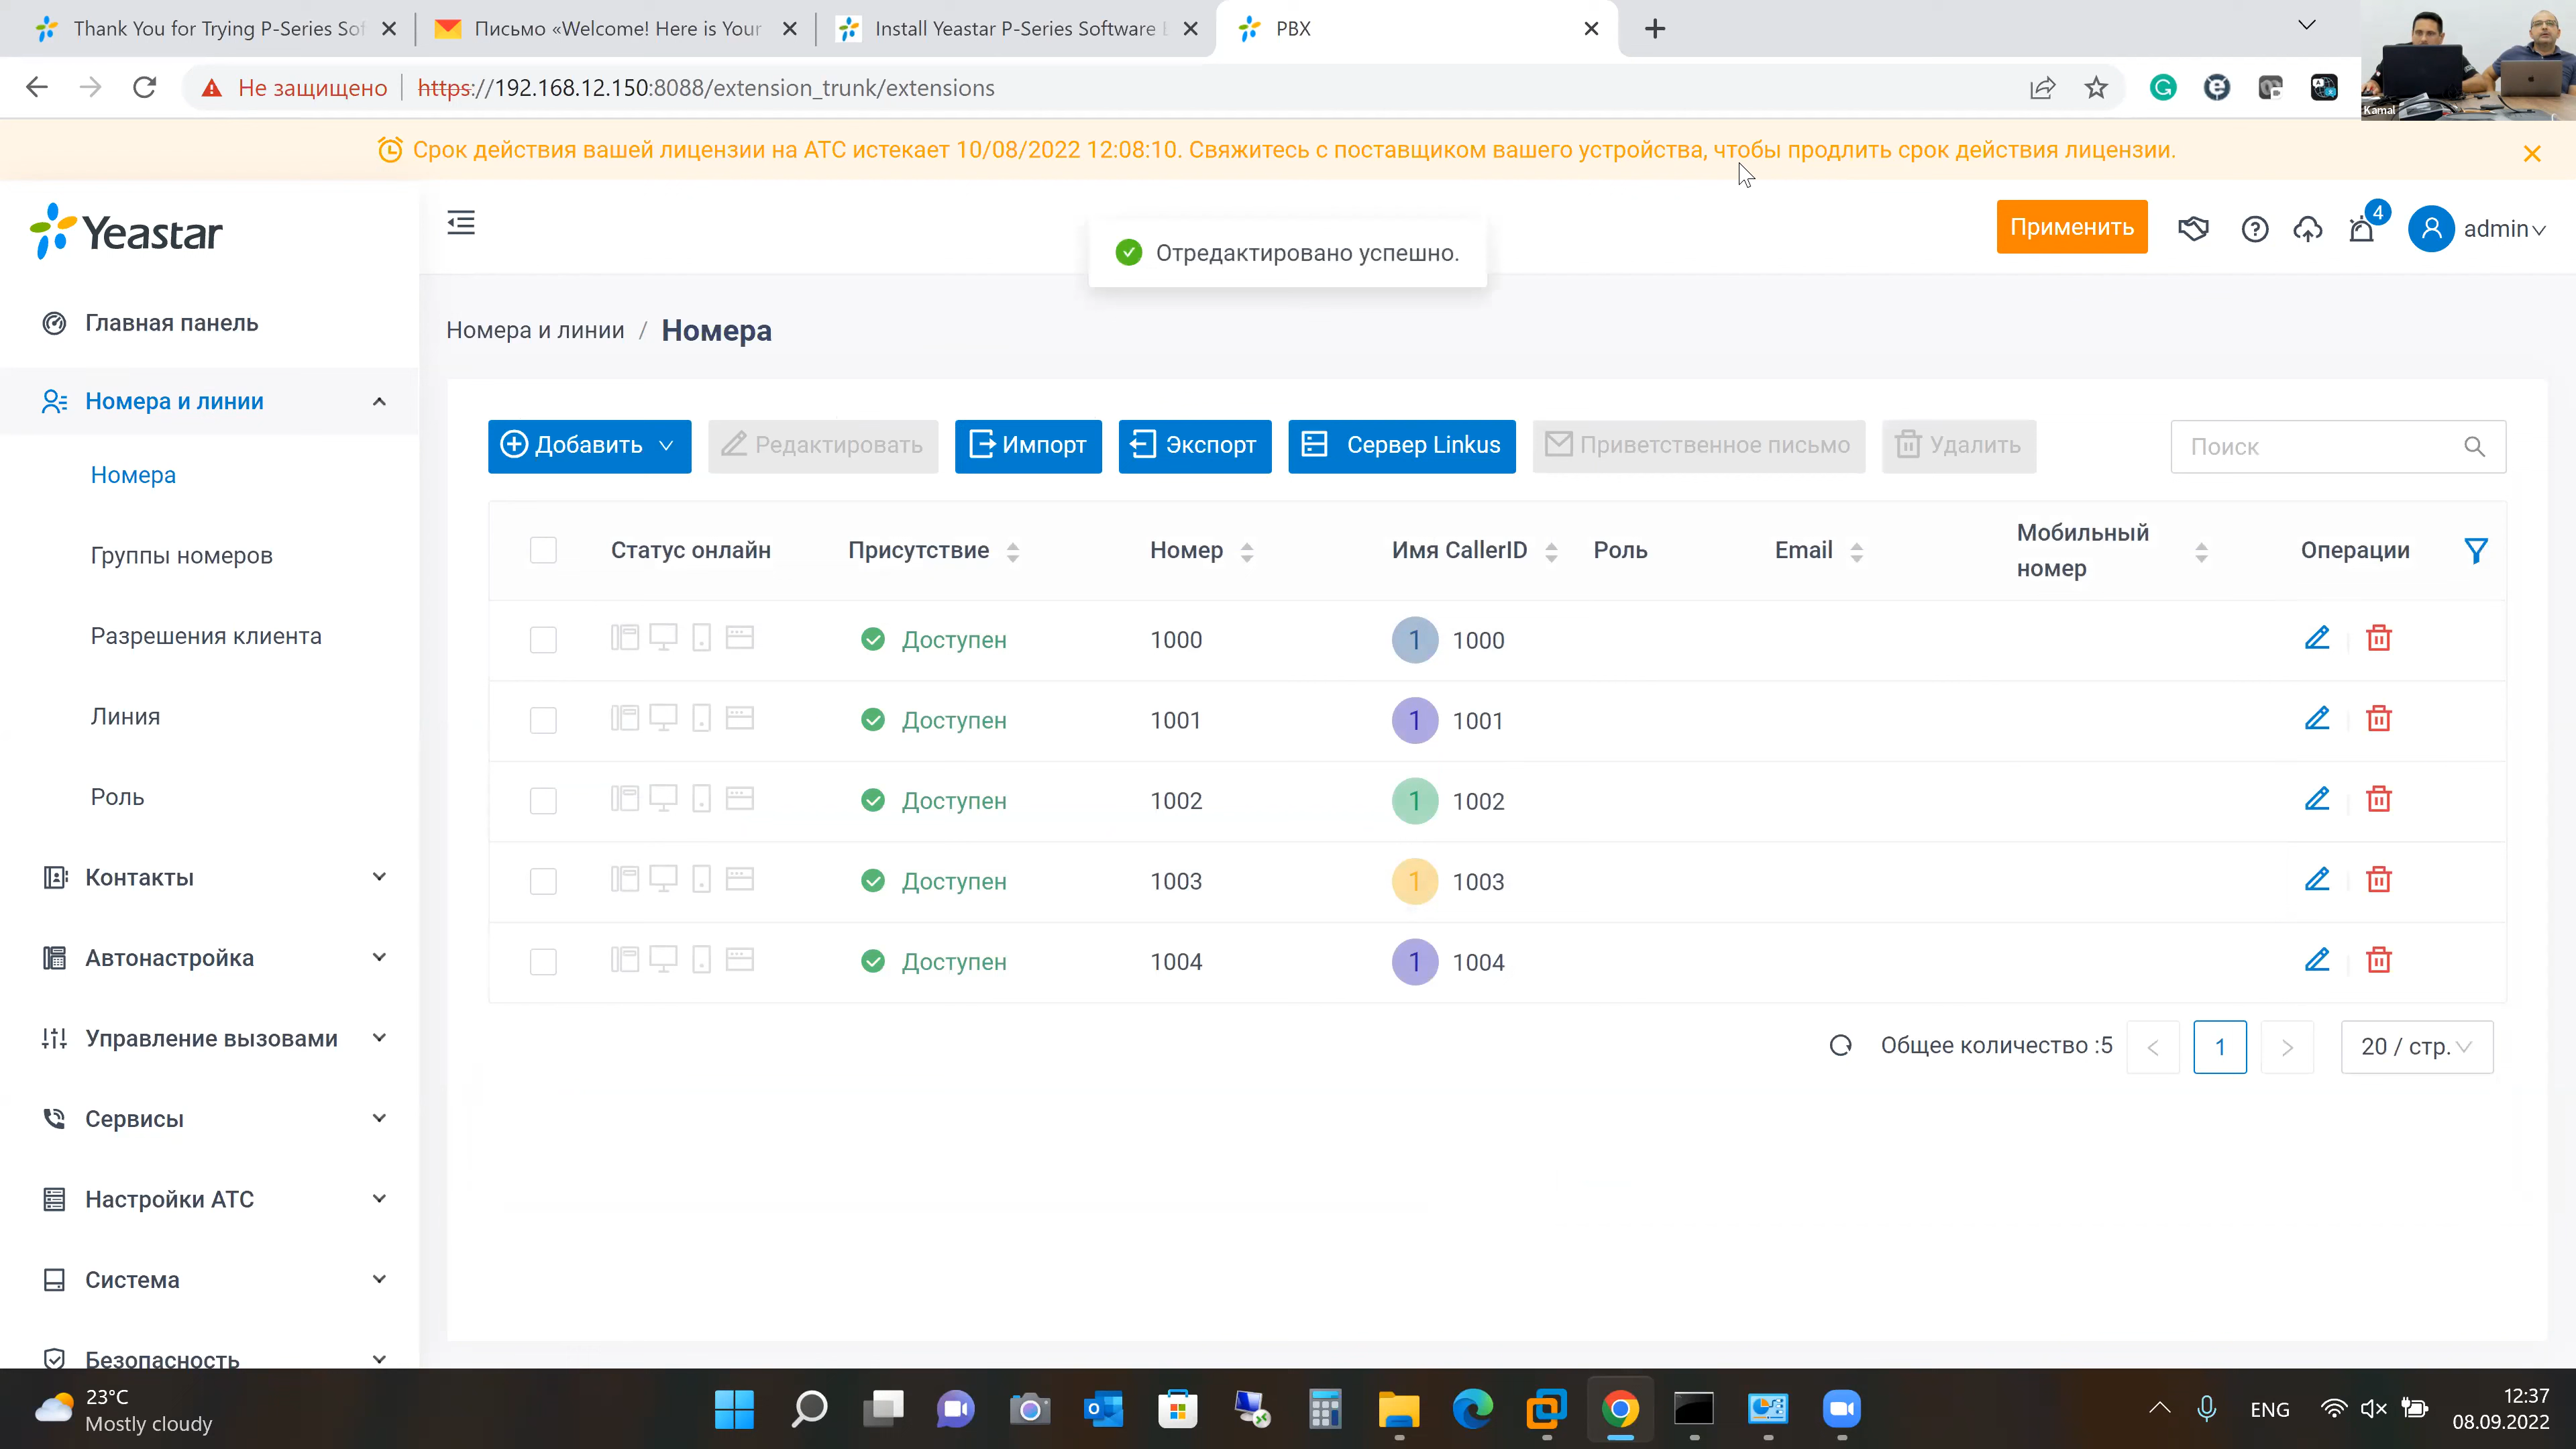 Thank You for Trying P-Series Sof
Письмо «Welcome! Here is Your
Install Yeastar P-Series Software
PBX
Не защищено
https://192.168.12.150:8088/extension_trunk/extensions
Kamal
Срок действия вашей лицензии на АТС истекает 10/08/2022 12:08:10. Свяжитесь с поставщиком вашего устройства, чтобы продлить срок действия лицензии.
Yeastar
Отредактировано успешно.
Применить
4
admin
Главная панель
Номера и линии
Номера
Группы номеров
Разрешения клиента
Линия
Роль
Контакты
Автонастройка
Управление вызовами
Сервисы
Настройки АТС
Система
Безопасность
Номера и линии / Номера
Добавить
Редактировать
Импорт
Экспорт
Сервер Linkus
Приветственное письмо
Удалить
Поиск
Статус онлайн Присутствие Номер Имя CallerID Роль Email Мобильный номер Операции
Доступен 1000 1 1000
Доступен 1001 1 1001
Доступен 1002 1 1002
Доступен 1003 1 1003
Доступен 1004 1 1004
Общее количество :5 < 1 > 20 / стр.
23°C
Mostly cloudy
ENG
12:37
08.09.2022